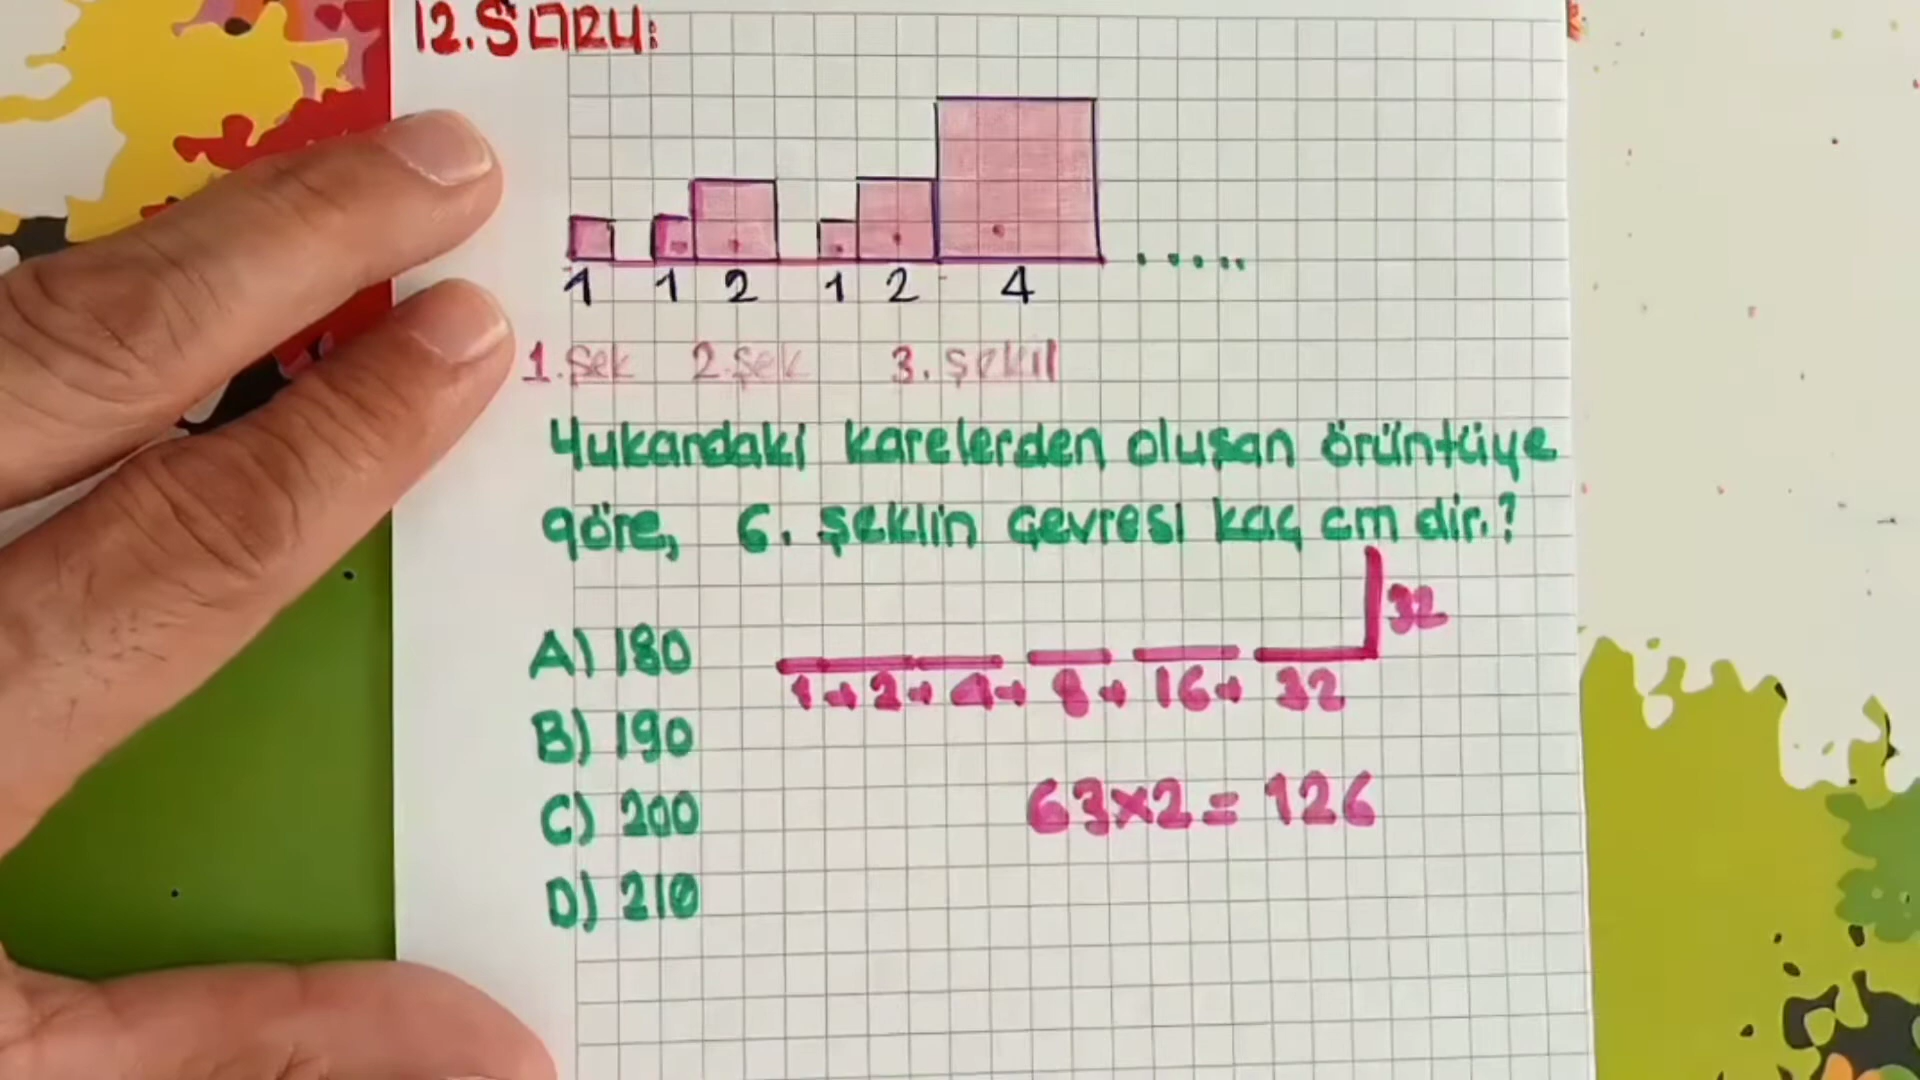 12.SORU:
1 1 2 1 2 4 .....
1.Şek 2.Şek 3. Şekil
Yukardaki karelerden oluşan örüntüye
göre, 6. şeklin çevresi kaç cm dir.?
32
A) 180
1+ 2+ 4+ 8+ 16+ 32
B) 190
63x2= 126
C) 200
D) 210